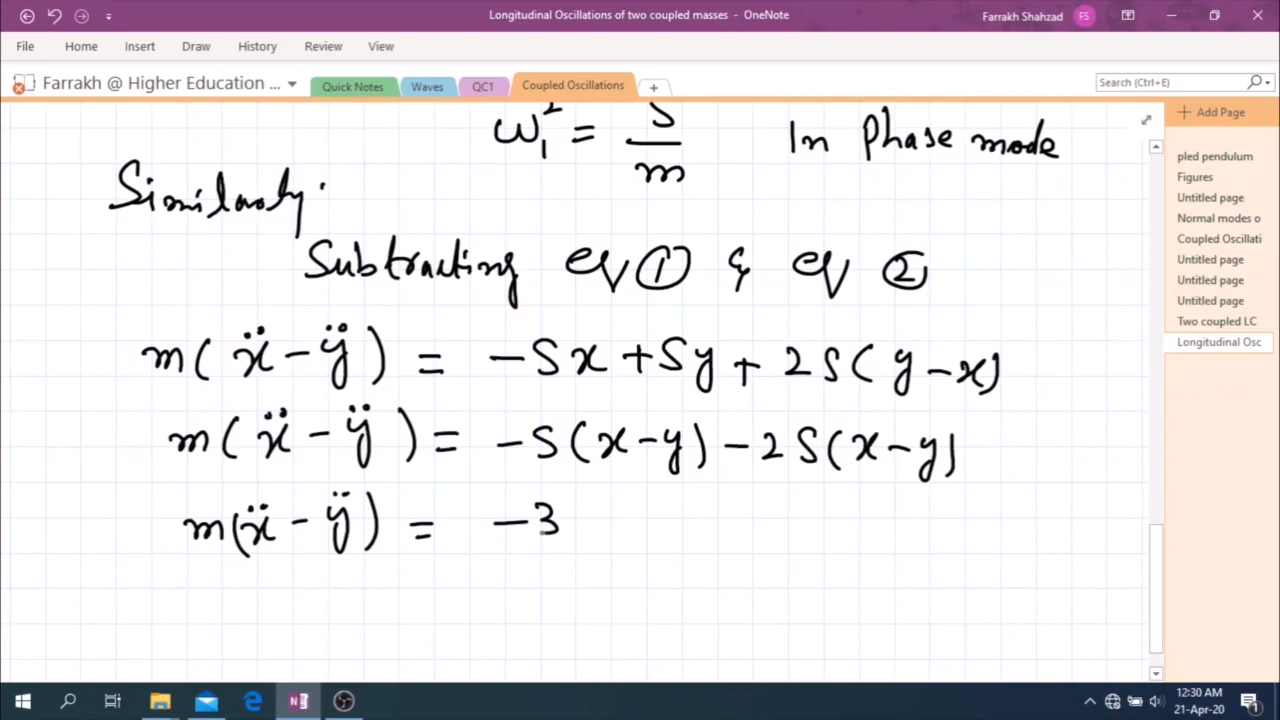 Longitudinal Oscillations of two coupled masses - OneNote
Farrakh Shahzad FS
File Home Insert Draw History Review View
Farrakh @ Higher Education ... Quick Notes Waves QC1 Coupled Oscillations + Search (Ctrl+E)
+ Add Page
pled pendulum
Figures
Untitled page
Normal modes o
Coupled Oscillati
Untitled page
Untitled page
Untitled page
Two coupled LC
Longitudinal Osc
ω₁² = S/m In Phase mode
Similarly
Subtracting eq ① & eq ②
m(ẍ - ÿ) = -Sx + Sy + 2S(y - x)
m(ẍ - ÿ) = -S(x - y) - 2S(x - y)
m(ẍ - ÿ) = -3
12:30 AM
21-Apr-20
1